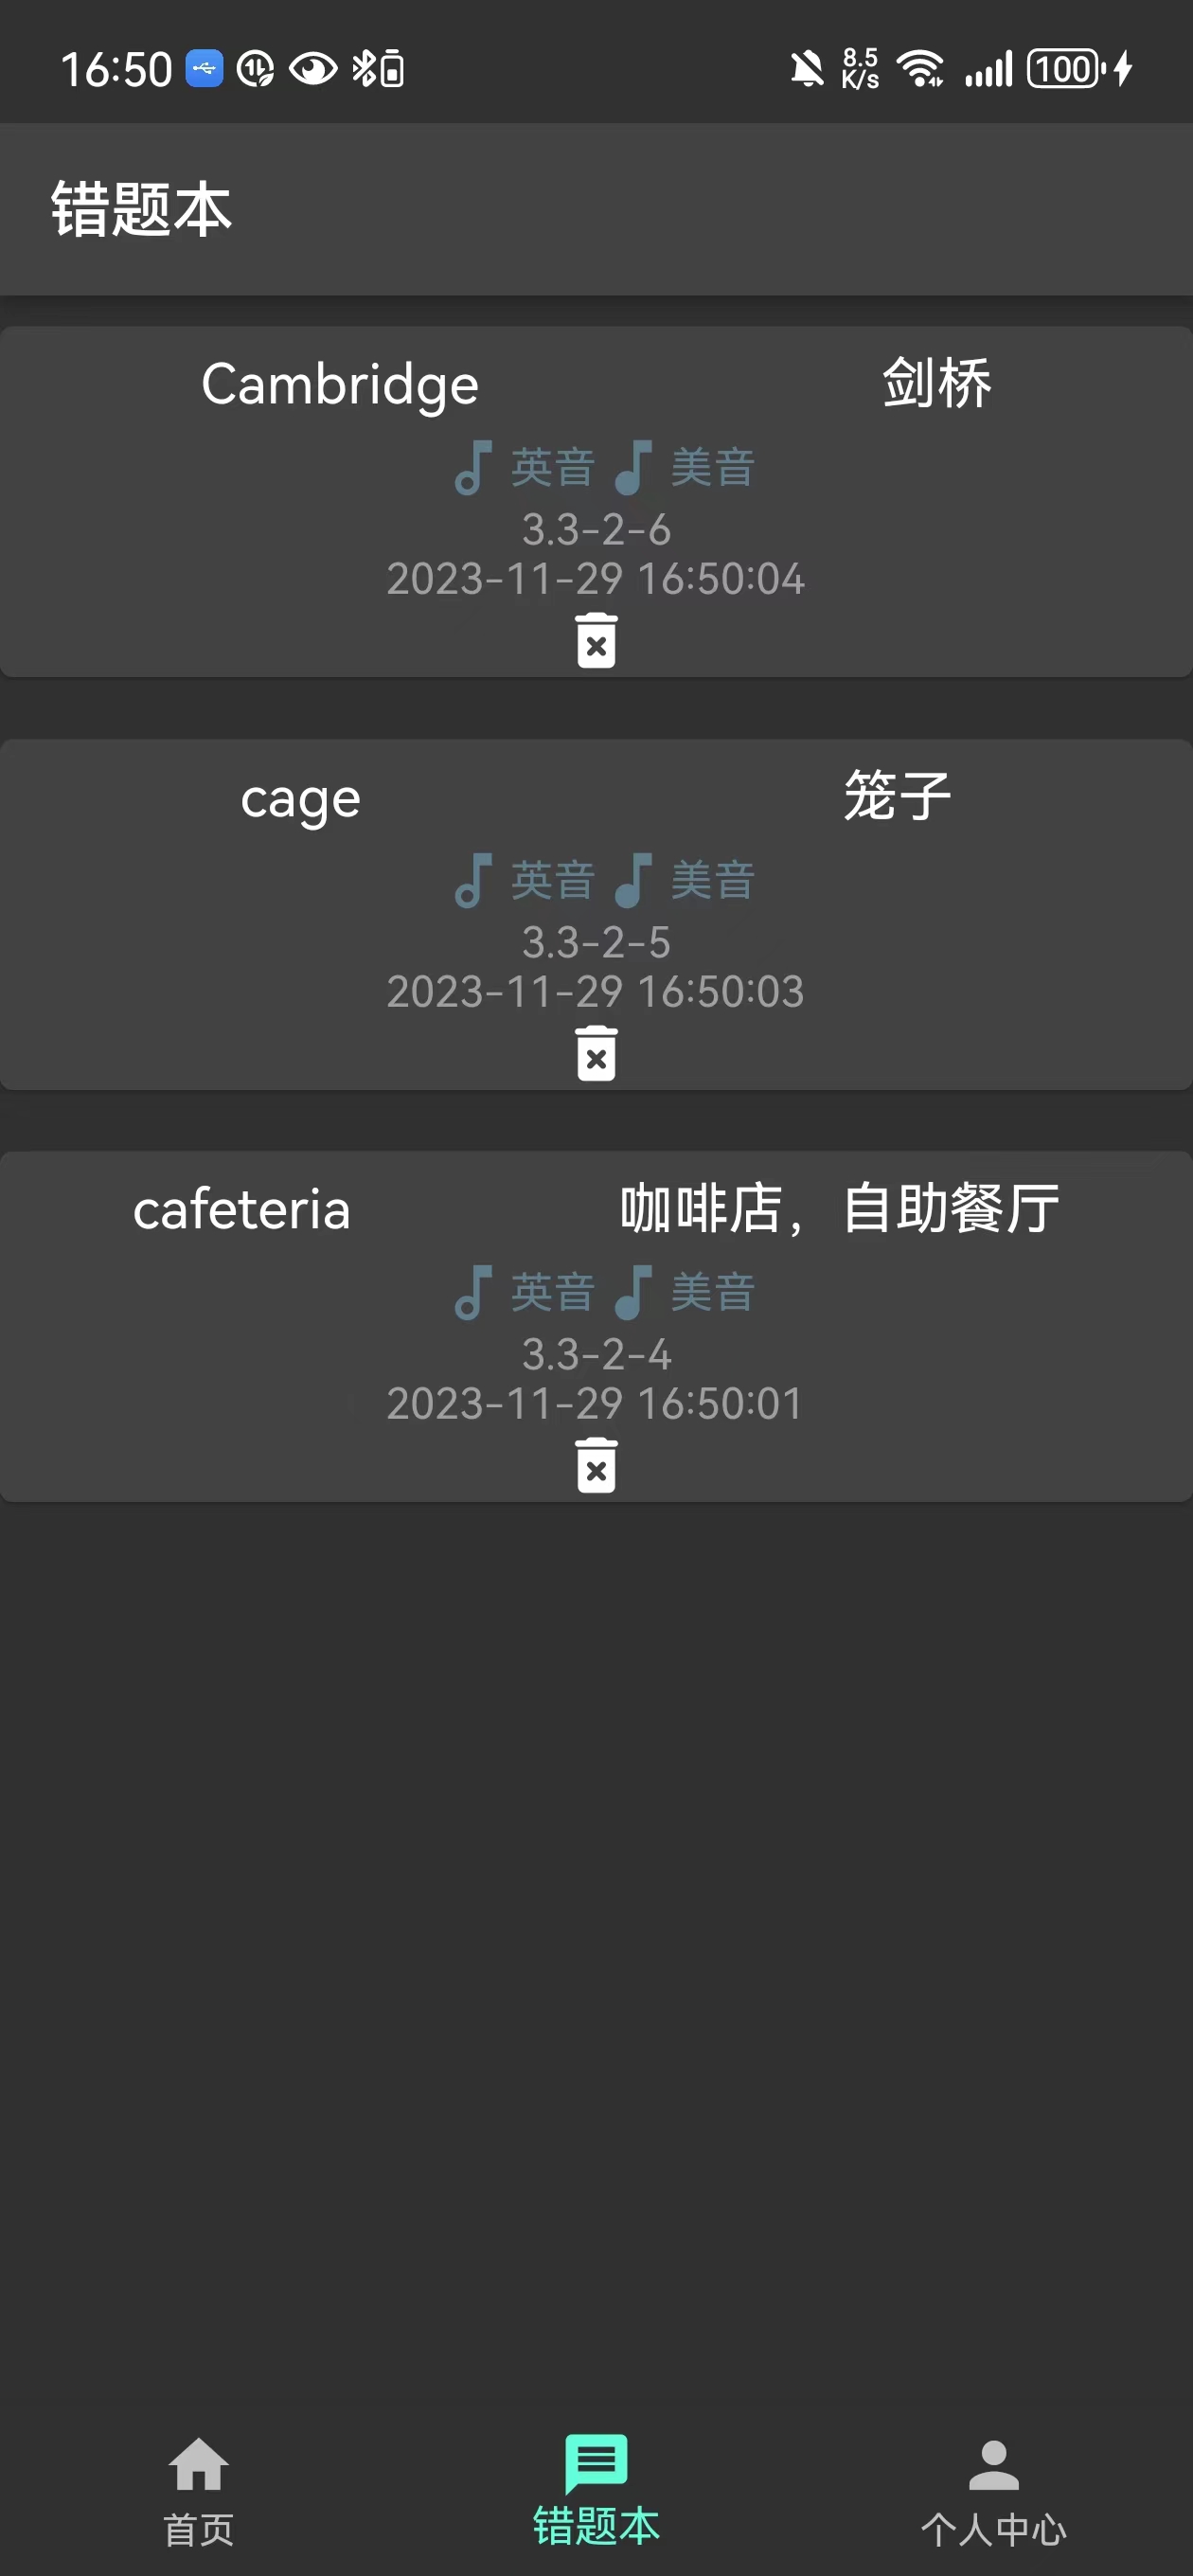 16:50 8.5 K/s 100
错题本
Cambridge 剑桥
英音 美音
3.3-2-6
2023-11-29 16:50:04
cage 笼子
英音 美音
3.3-2-5
2023-11-29 16:50:03
cafeteria 咖啡店，自助餐厅
英音 美音
3.3-2-4
2023-11-29 16:50:01
首页 错题本 个人中心